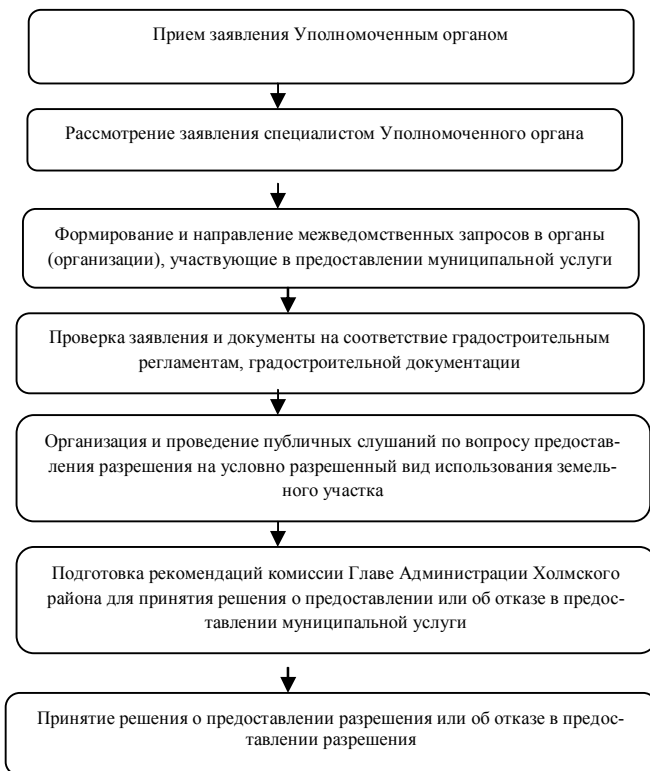 Прием заявления Уполномоченным органом
Рассмотрение заявления специалистом Уполномоченного органа
Формирование и направление межведомственных запросов в органы
(организации), участвующие в предоставлении муниципальной услуги
Проверка заявления и документы на соответствие градостроительным
регламентам, градостроительной документации
Организация и проведение публичных слушаний по вопросу предостав-
ления разрешения на условно разрешенный вид использования земель-
ного участка
Подготовка рекомендаций комиссии Главе Администрации Холмского
района для принятия решения о предоставлении или об отказе в предос-
тавлении муниципальной услуги
Принятие решения о предоставлении разрешения или об отказе в предос-
тавлении разрешения